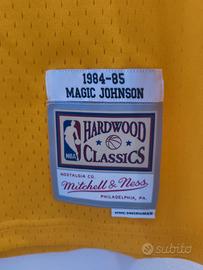 1984-85
MAGIC JOHNSON
NBA
HARDWOOD
CLASSICS
NOSTALGIA CO.
Mitchell & Ness
PHILADELPHIA, PA.
subito